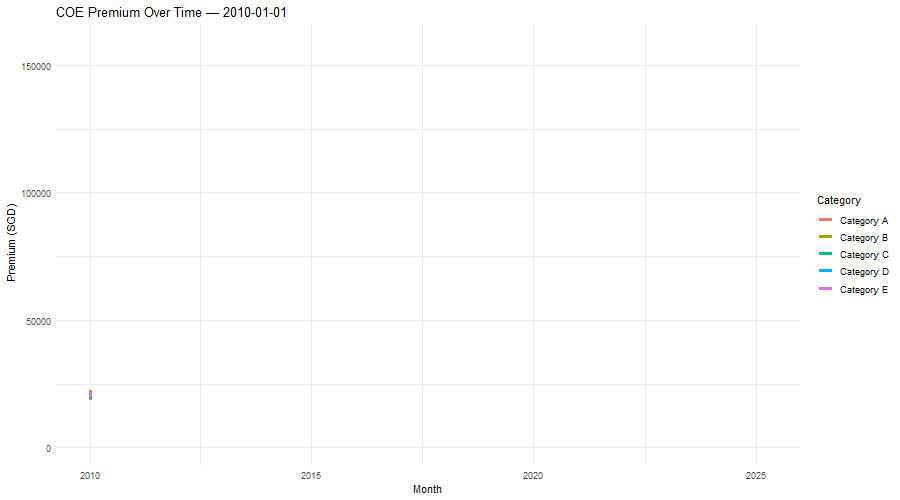 COE Premium Over Time — 2010-01-01
150000
100000
50000
0
Premium (SGD)
2010
2015
2020
2025
Month
Category
Category A
Category B
Category C
Category D
Category E